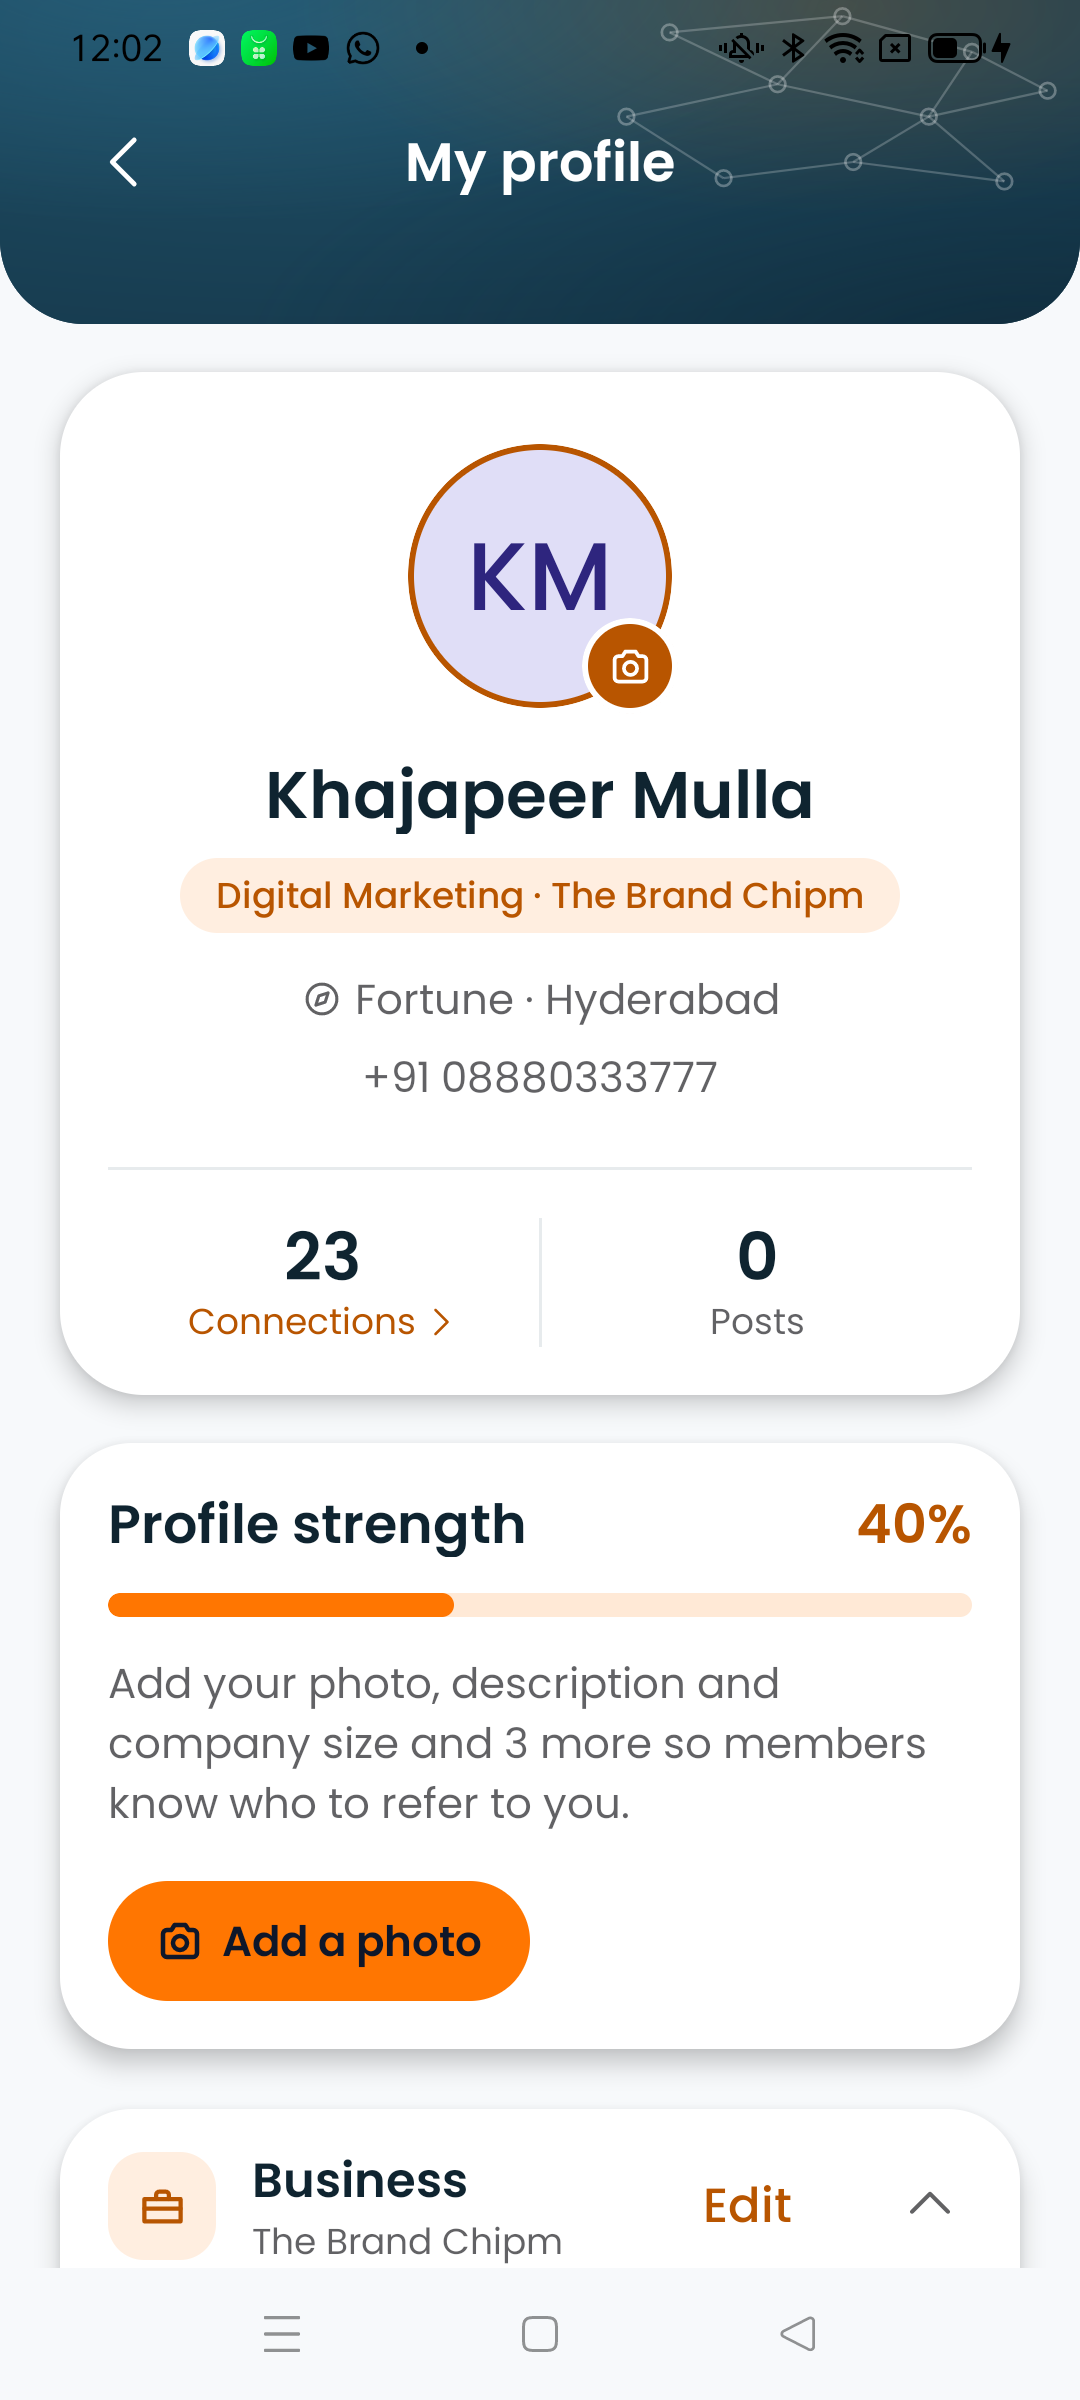 12:02
My profile
KM
Khajapeer Mulla
Digital Marketing · The Brand Chipm
Fortune · Hyderabad
+91 08880333777
23
Connections
0
Posts
Profile strength
40%
Add your photo, description and
company size and 3 more so members
know who to refer to you.
Add a photo
Business
Edit
The Brand Chipm